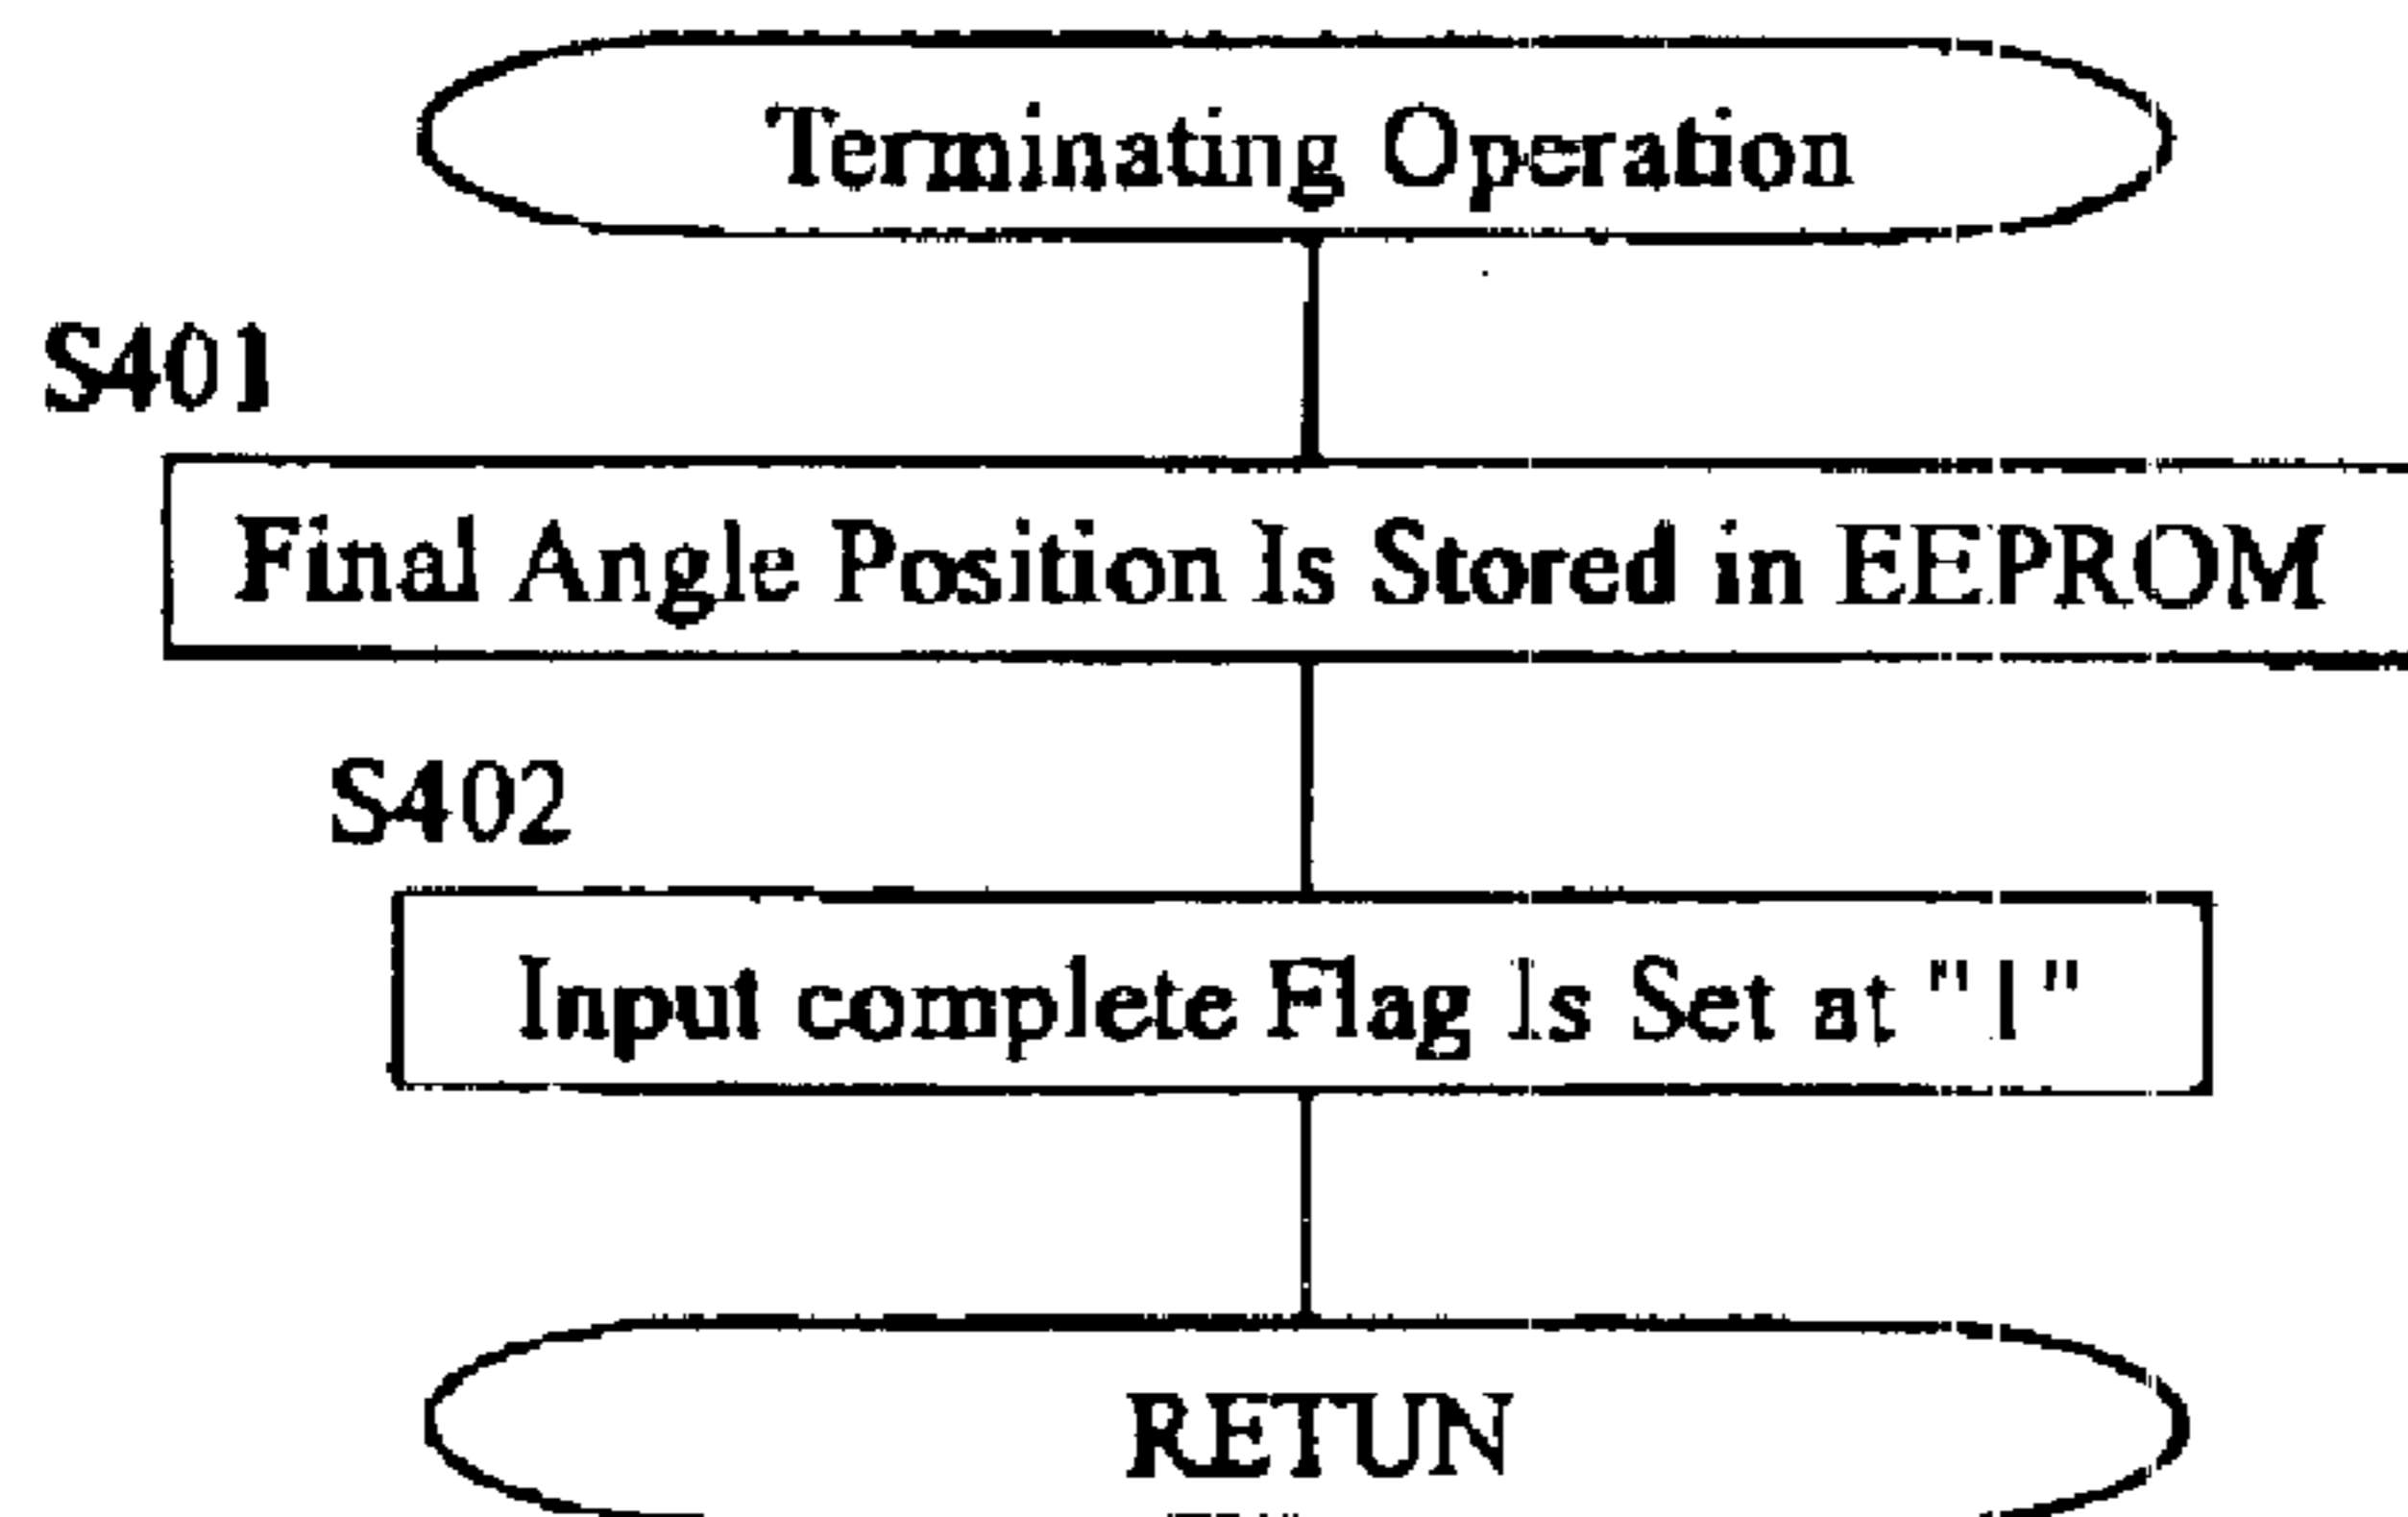 Terminating Operation
S401
Final Angle Position Is Stored in EEPROM
S402
Input complete Flag Is Set at "1"
RETUN